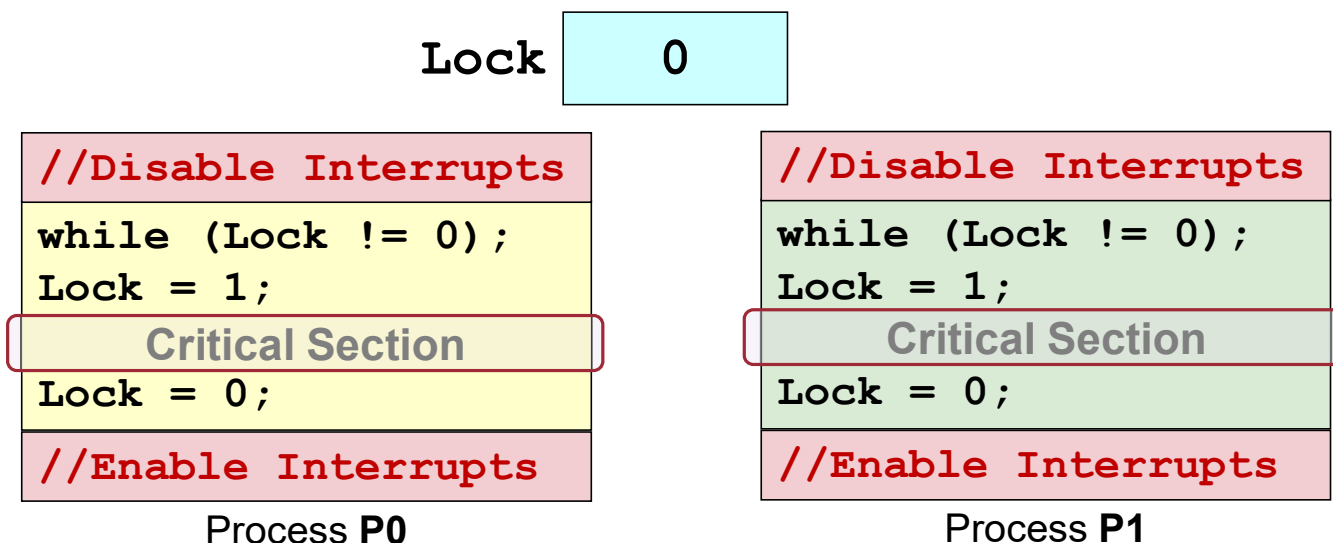 Lock 0
//Disable Interrupts
while (Lock != 0);
Lock = 1;
Critical Section
Lock = 0;
//Enable Interrupts
Process P0
//Disable Interrupts
while (Lock != 0);
Lock = 1;
Critical Section
Lock = 0;
//Enable Interrupts
Process P1